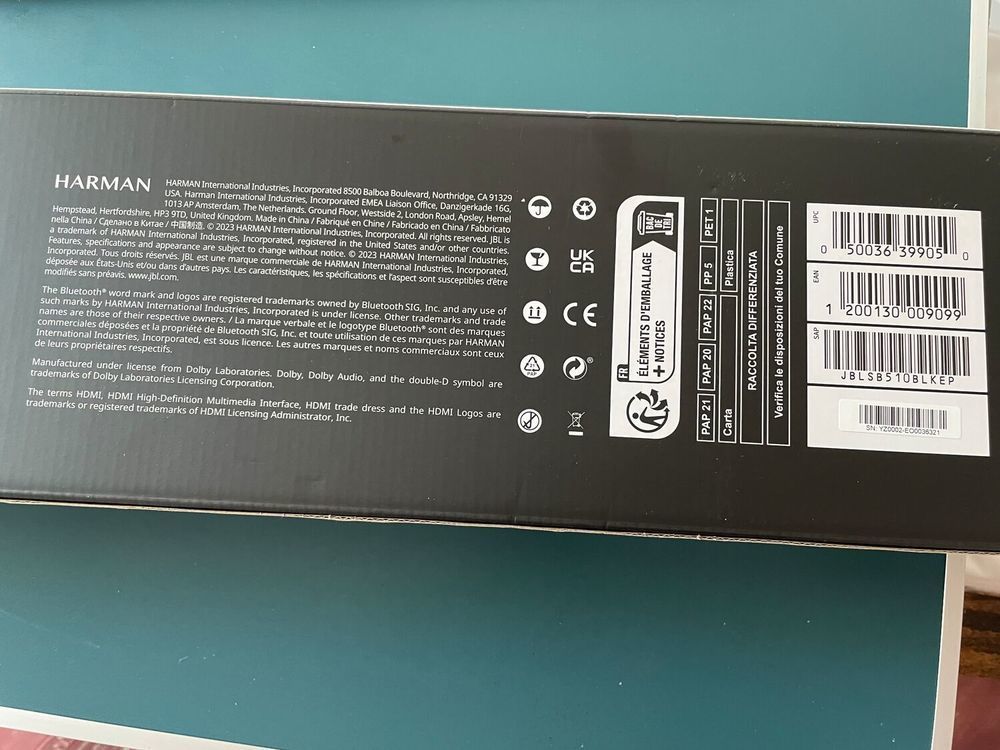 HARMAN
HARMAN International Industries, Incorporated 8500 Balboa Boulevard, Northridge, CA 91329
USA. Harman International Industries, Incorporated EMEA Liaison Office, Danzigerkade 16G,
1013 AP Amsterdam, The Netherlands. Ground Floor, Westside 2, London Road, Apsley, Hemel
Hempstead, Hertfordshire, HP3 9TD, United Kingdom. Made in China / Fabriqué en Chine / Fabricado en China / Fabbricato
nella China / Сделано в Китае / 中国制造. © 2023 HARMAN International Industries, Incorporated. All rights reserved. JBL is
a trademark of HARMAN International Industries, Incorporated, registered in the United States and/or other countries.
Features, specifications and appearance are subject to change without notice. © 2023 HARMAN International Industries,
Incorporated. Tous droits réservés. JBL est une marque commerciale de HARMAN International Industries, Incorporated,
déposée aux États-Unis et/ou dans d'autres pays. Les caractéristiques, les spécifications et l'aspect sont susceptibles d'être
modifiés sans préavis. www.jbl.com.
The Bluetooth® word mark and logos are registered trademarks owned by Bluetooth SIG, Inc. and any use of
such marks by HARMAN International Industries, Incorporated is under license. Other trademarks and trade
names are those of their respective owners. / La marque verbale et le logotype Bluetooth® sont des marques
commerciales déposées et la propriété de Bluetooth SIG, Inc. et toute utilisation de ces marques par HARMAN
International Industries, Incorporated, est sous licence. Les autres marques et noms commerciaux sont ceux
de leurs propriétaires respectifs.
Manufactured under license from Dolby Laboratories. Dolby, Dolby Audio, and the double-D symbol are
trademarks of Dolby Laboratories Licensing Corporation.
The terms HDMI, HDMI High-Definition Multimedia Interface, HDMI trade dress and the HDMI Logos are
trademarks or registered trademarks of HDMI Licensing Administrator, Inc.
UK
CA
CE
PAP
®
FR
ÉLÉMENTS D'EMBALLAGE
+ NOTICES
BAC
DE
TRI
PAP 21
PAP 20
PAP 22
PP 5
PET 1
Carta
Plastica
RACCOLTA DIFFERENZIATA
Verifica le disposizioni del tuo Comune
UPC
0 50036 39905 0
EAN
1 200130 009099
SAP
JBLSB510BLKEP
SN: YZ0002-EO0036321